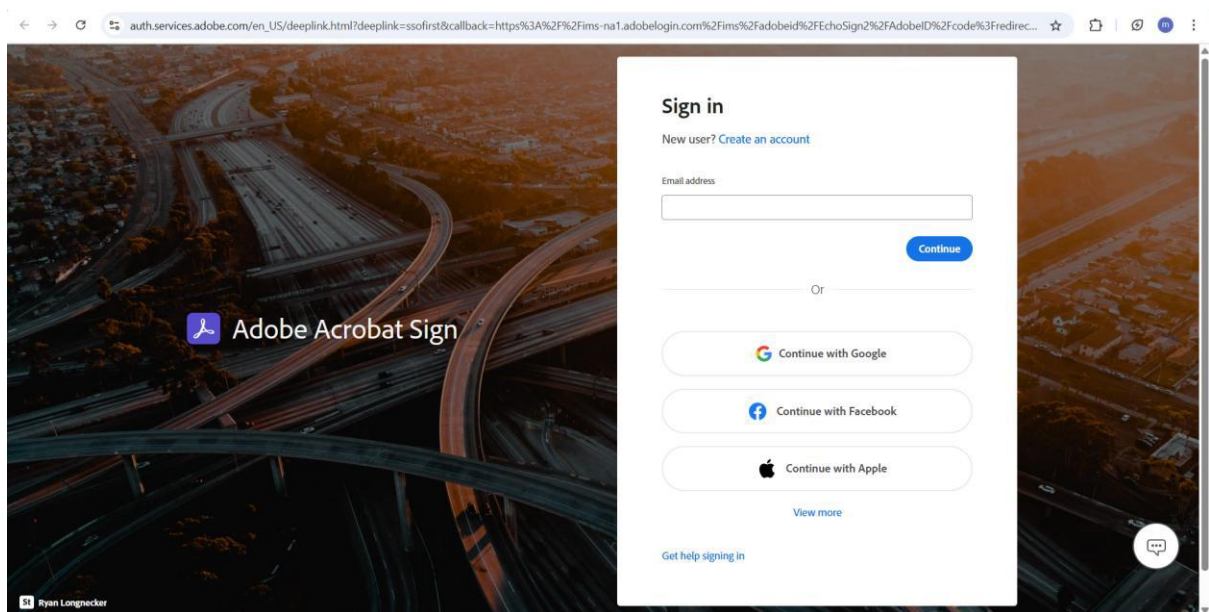 auth.services.adobe.com/en_US/deeplink.html?deeplink=ssofirst&callback=https%3A%2F%2Fims-na1.adobelogin.com%2Fims%2Fadobeid%2FEchoSign2%2FAdobeID%2Fcode%3Fredirec...
m
Sign in
New user? Create an account
Email address
Continue
Or
Adobe Acrobat Sign
Continue with Google
Continue with Facebook
Continue with Apple
View more
Get help signing in
St Ryan Longnecker